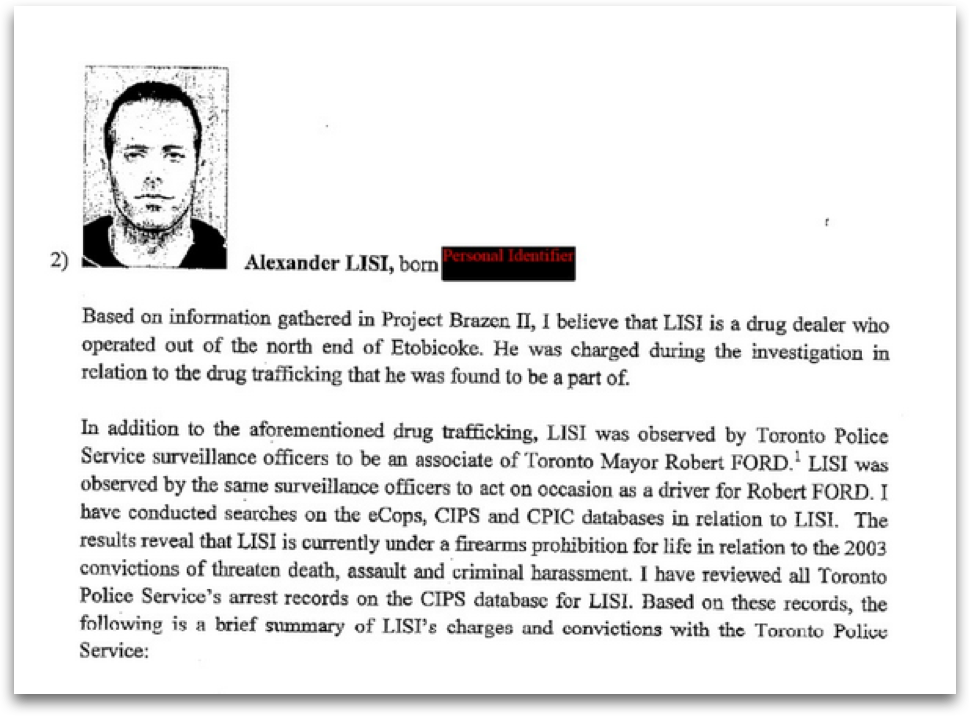 2)
Alexander LISI, born Personal Identifier
Based on information gathered in Project Brazen II, I believe that LISI is a drug dealer who
operated out of the north end of Etobicoke. He was charged during the investigation in
relation to the drug trafficking that he was found to be a part of.
In addition to the aforementioned drug trafficking, LISI was observed by Toronto Police
Service surveillance officers to be an associate of Toronto Mayor Robert FORD.¹ LISI was
observed by the same surveillance officers to act on occasion as a driver for Robert FORD. I
have conducted searches on the eCops, CIPS and CPIC databases in relation to LISI. The
results reveal that LISI is currently under a firearms prohibition for life in relation to the 2003
convictions of threaten death, assault and criminal harassment. I have reviewed all Toronto
Police Service's arrest records on the CIPS database for LISI. Based on these records, the
following is a brief summary of LISI's charges and convictions with the Toronto Police
Service: